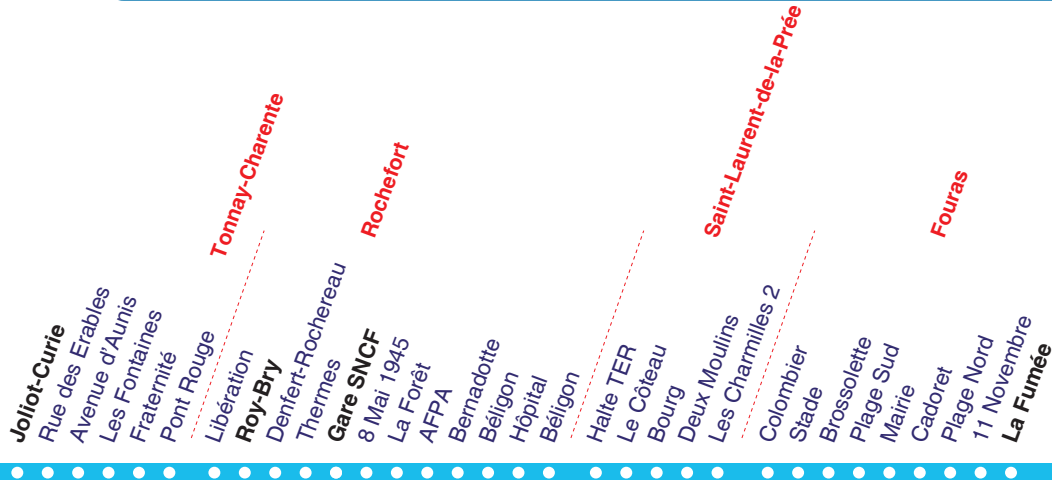 Tonnay-Charente
Rochefort
Saint-Laurent-de-la-Prée
Fouras
Joliot-Curie
Rue des Erables
Avenue d'Aunis
Les Fontaines
Fraternité
Pont Rouge
Libération
Roy-Bry
Denfert-Rochereau
Thermes
Gare SNCF
8 Mai 1945
La Forêt
AFPA
Bernadotte
Béligon
Hôpital
Béligon
Halte TER
Le Côteau
Bourg
Deux Moulins
Les Charmilles 2
Colombier
Stade
Brossolette
Plage Sud
Mairie
Cadoret
Plage Nord
11 Novembre
La Fumée